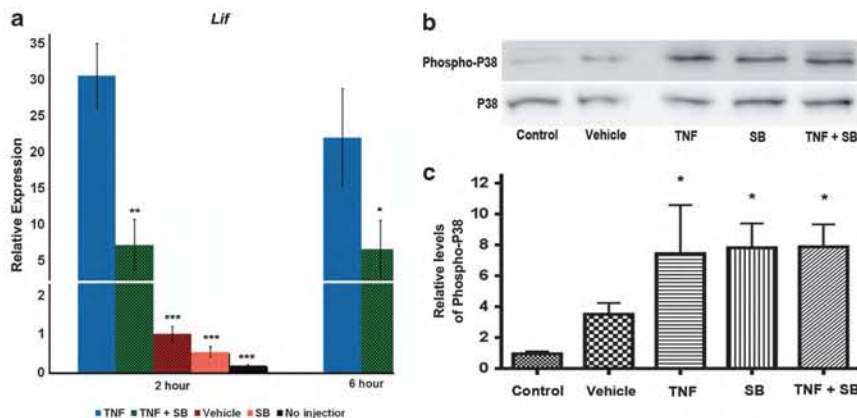 a
Lif
Relative Expression
35
30
25
20
15
10
5
2
1
0
**
*
***
***
***
2 hour
6 hour
TNF
TNF + SB
Vehicle
SB
No injection
b
Phospho-P38
P38
Control
Vehicle
TNF
SB
TNF + SB
c
Relative levels
of Phospho-P38
12
10
8
6
4
2
0
*
*
*
Control
Vehicle
TNF
SB
TNF + SB